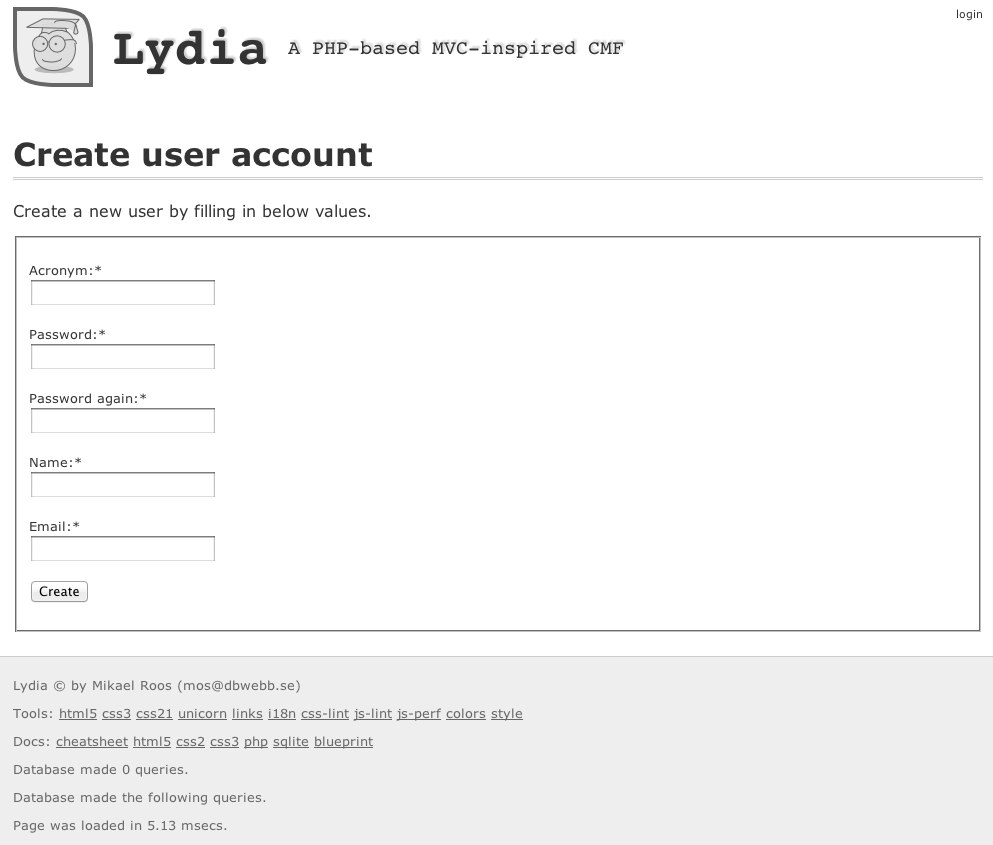 login
Lydia A PHP-based MVC-inspired CMF
Create user account
Create a new user by filling in below values.
Acronym:*
Password:*
Password again:*
Name:*
Email:*
Create
Lydia © by Mikael Roos (mos@dbwebb.se)
Tools: html5 css3 css21 unicorn links i18n css-lint js-lint js-perf colors style
Docs: cheatsheet html5 css2 css3 php sqlite blueprint
Database made 0 queries.
Database made the following queries.
Page was loaded in 5.13 msecs.